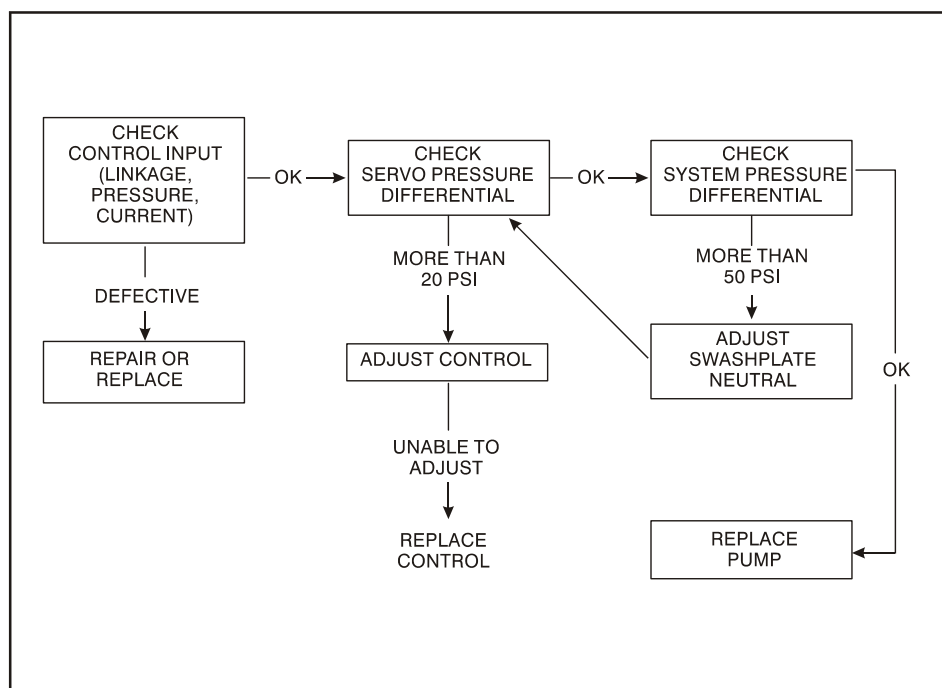 CHECK
CONTROL INPUT
(LINKAGE,
PRESSURE,
CURRENT)
OK
CHECK
SERVO PRESSURE
DIFFERENTIAL
OK
CHECK
SYSTEM PRESSURE
DIFFERENTIAL
DEFECTIVE
REPAIR OR
REPLACE
MORE THAN
20 PSI
ADJUST CONTROL
UNABLE TO
ADJUST
REPLACE
CONTROL
MORE THAN
50 PSI
ADJUST
SWASHPLATE
NEUTRAL
OK
REPLACE
PUMP